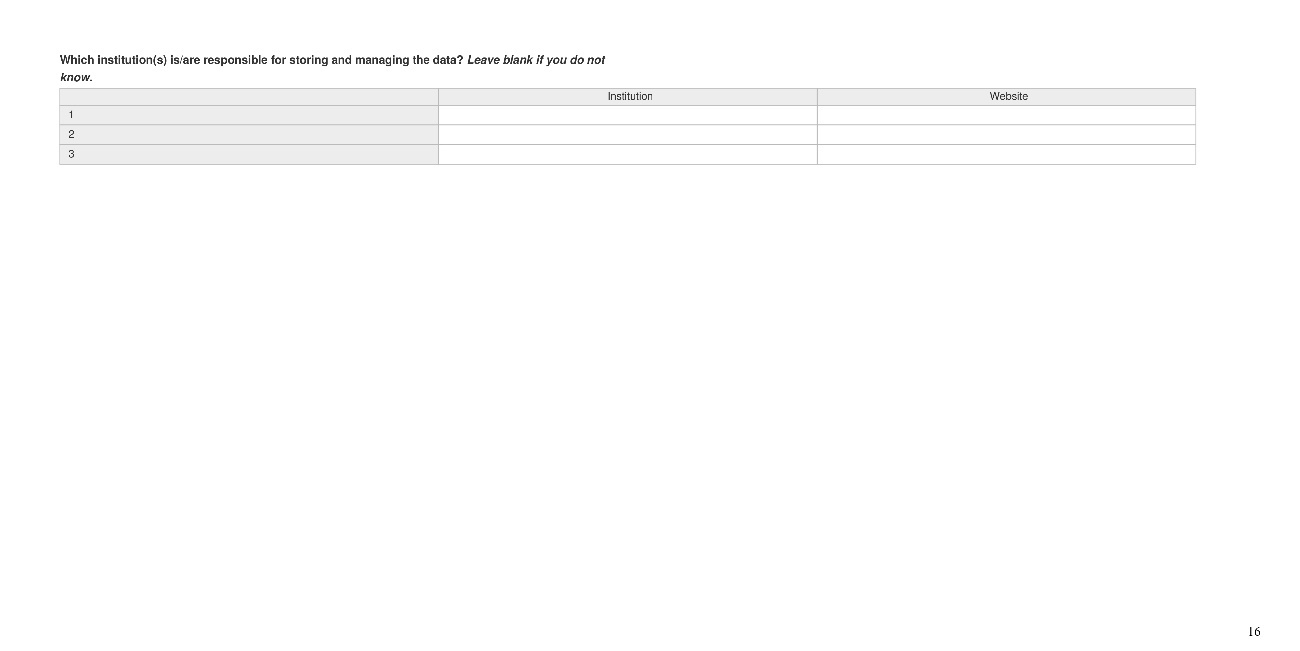 Which institution(s) is/are responsible for storing and managing the data? Leave blank if you do not
know.
Institution Website
1
2
3
16